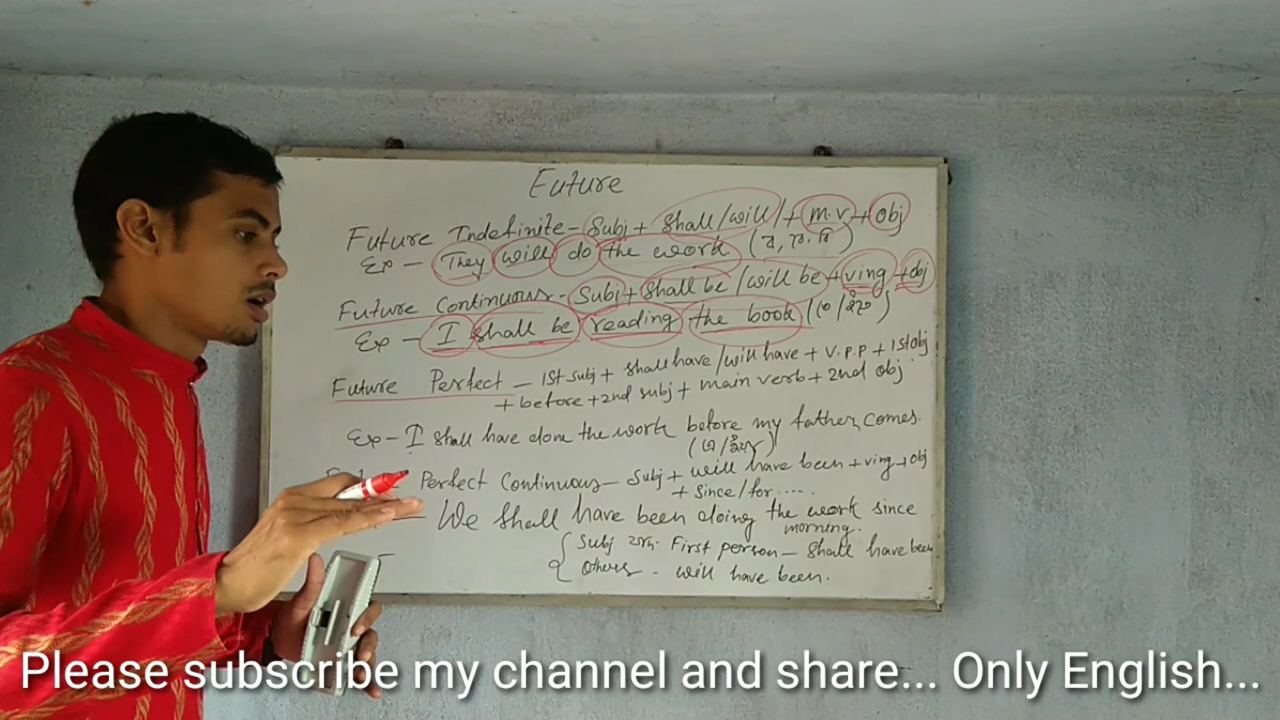 Future
Future Indefinite - Subj + shall/will/ + m.v + obj
Ex - They will do the work
Future Continuous - Subj + shall be/will be + ving + obj
Ex - I shall be reading the book
Future Perfect - 1st subj + shall have/will have + V.P.P + 1st obj
+ before + 2nd subj + main verb + 2nd obj
Exp - I shall have done the work before my father comes.
Perfect Continuous - Subj + will have been + ving + obj
+ since/for ....
- We shall have been doing the work since
morning.
Subj First person - shall have been
Others - will have been.
Please subscribe my channel and share... Only English...